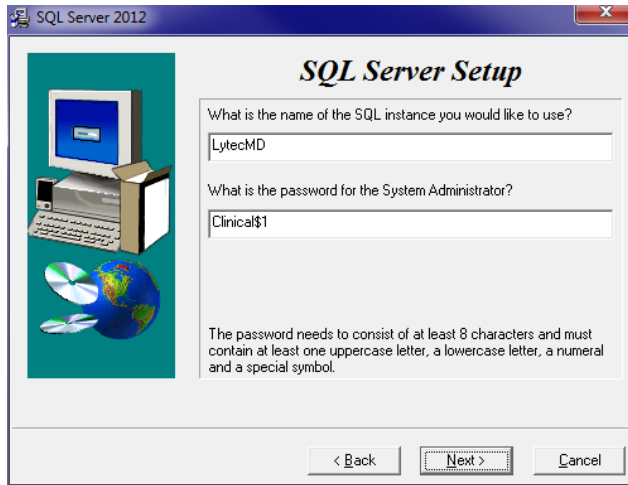 SQL Server 2012
SQL Server Setup
What is the name of the SQL instance you would like to use?
LytecMD
What is the password for the System Administrator?
Clinical$1
The password needs to consist of at least 8 characters and must
contain at least one uppercase letter, a lowercase letter, a numeral
and a special symbol.
< Back
Next >
Cancel